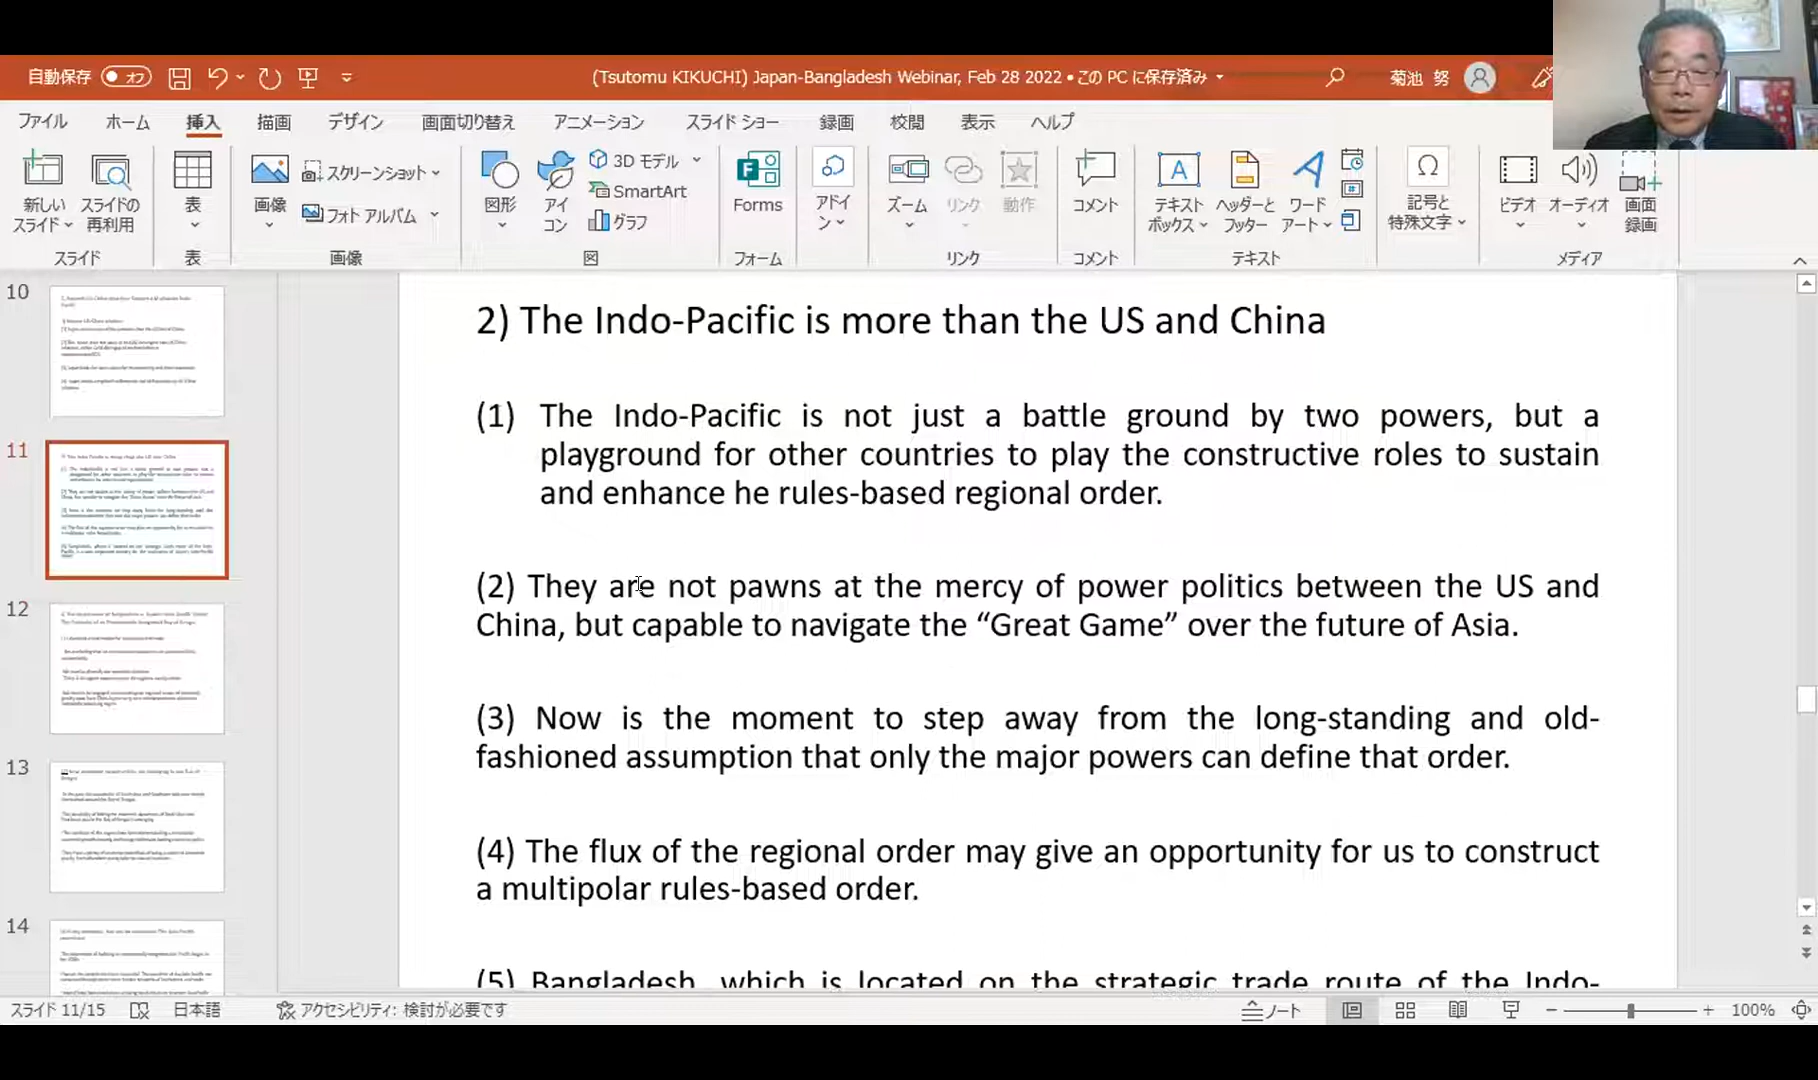 自動保存 オフ
(Tsutomu KIKUCHI) Japan-Bangladesh Webinar, Feb 28 2022 • この PC に保存済み
菊池 努
ファイル ホーム 挿入 描画 デザイン 画面切り替え アニメーション スライド ショー 録画 校閲 表示 ヘルプ
新しい
スライド
スライドの
再利用
表
画像
スクリーンショット
フォト アルバム
図形
アイ
コン
3D モデル
SmartArt
グラフ
Forms
アドイ
ン
ズーム
リンク
動作
コメント
テキスト
ボックス
ヘッダーと
フッター
ワード
アート
記号と
特殊文字
ビデオ
オーディオ
画面
録画
スライド 表 画像 図 フォーム リンク コメント テキスト メディア
10
11
12
13
14
2) The Indo-Pacific is more than the US and China
(1) The Indo-Pacific is not just a battle ground by two powers, but a
playground for other countries to play the constructive roles to sustain
and enhance he rules-based regional order.
(2) They are not pawns at the mercy of power politics between the US and
China, but capable to navigate the “Great Game” over the future of Asia.
(3) Now is the moment to step away from the long-standing and old-
fashioned assumption that only the major powers can define that order.
(4) The flux of the regional order may give an opportunity for us to construct
a multipolar rules-based order.
(5) Bangladesh, which is located on the strategic trade route of the Indo-
スライド 11/15 日本語 アクセシビリティ: 検討が必要です ノート 100%